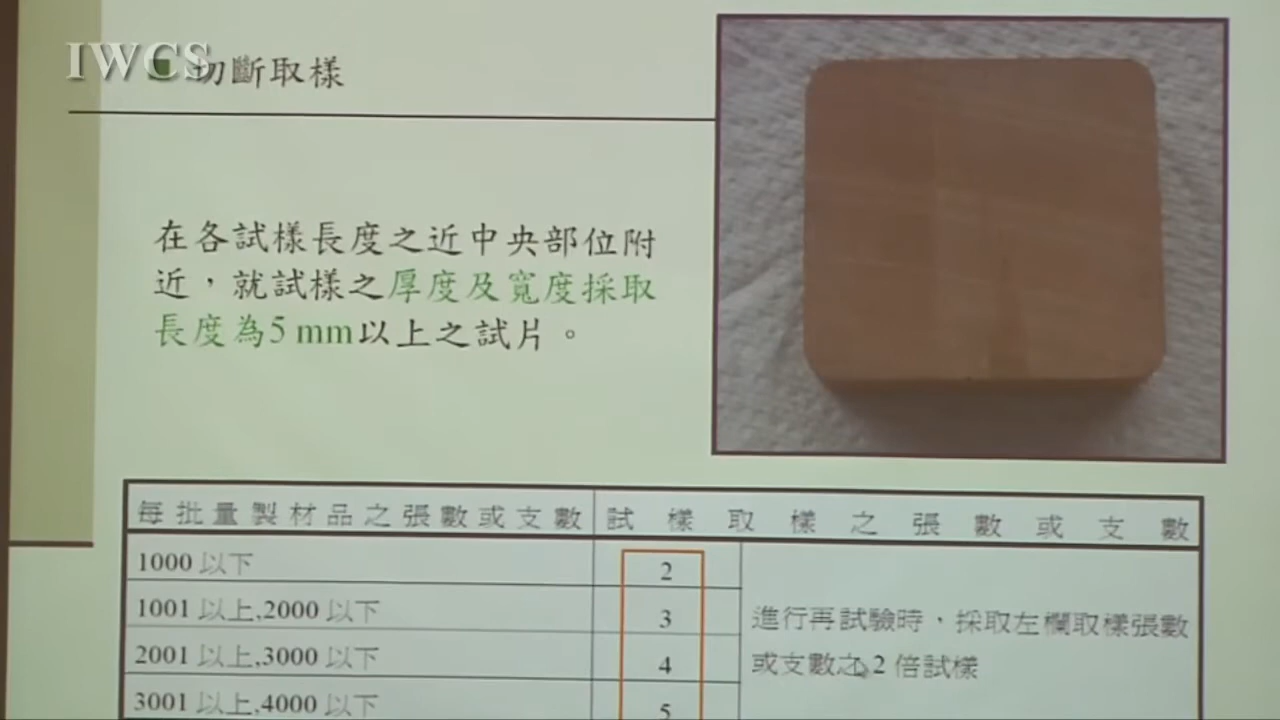 IWCS
切斷取樣
在各試樣長度之近中央部位附
近，就試樣之厚度及寬度採取
長度為5 mm以上之試片。
每批量製材品之張數或支數 試樣取樣之張數或支數
1000 以下 2
1001 以上,2000 以下 3
進行再試驗時，採取左欄取樣張數
2001 以上,3000 以下 4
或支數之 2 倍試樣
3001 以上,4000 以下 5